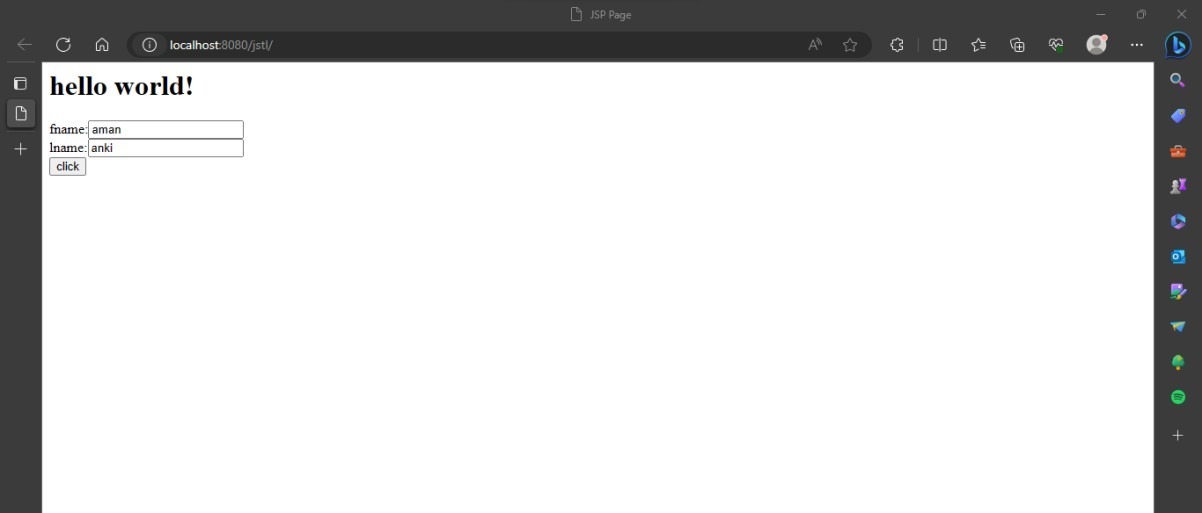 JSP Page
localhost:8080/jstl/
hello world!
fname: aman
lname: anki
click